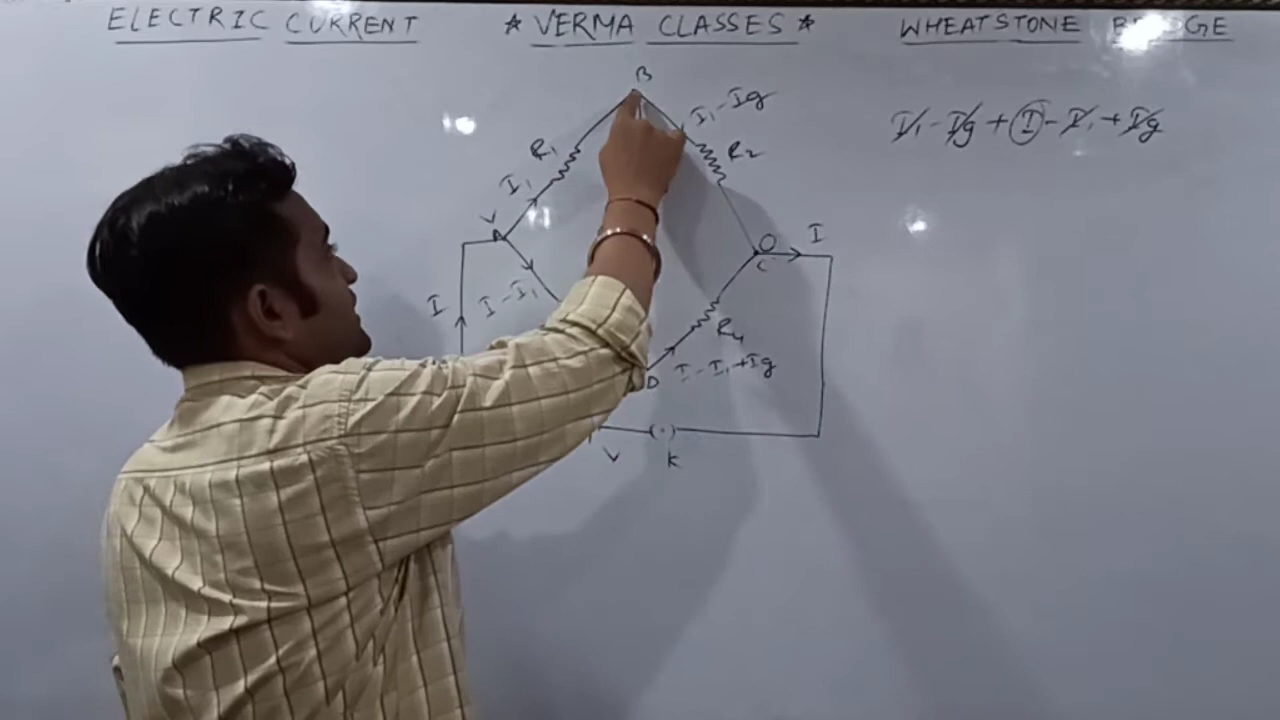 ELECTRIC CURRENT
★ VERMA CLASSES ★
WHEATSTONE BRIDGE
I₁ - Ig + I - I₁ + Ig
B
I₁ - Ig
R₁
R₂
I₁
V
A
O
I
C
I
I - I₁
R₄
D
I - I₁ + Ig
V
K